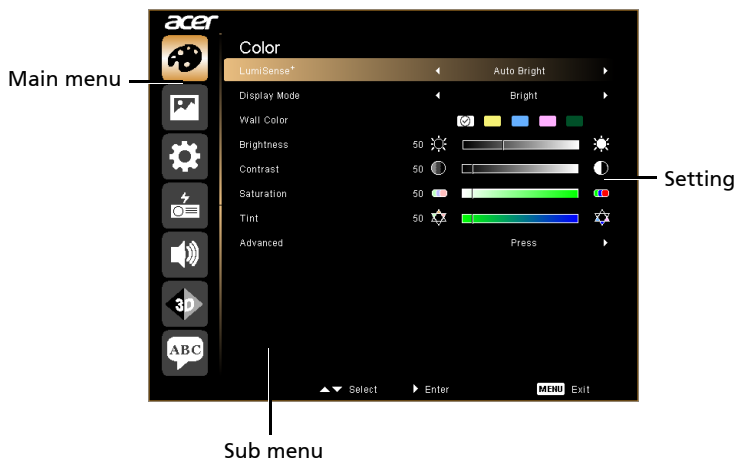 acer
Color
Main menu
LumiSense+ Auto Bright
Display Mode Bright
Wall Color
Brightness 50
Contrast 50
Setting
Saturation 50
Tint 50
Advanced Press
3D
ABC
Select Enter MENU Exit
Sub menu